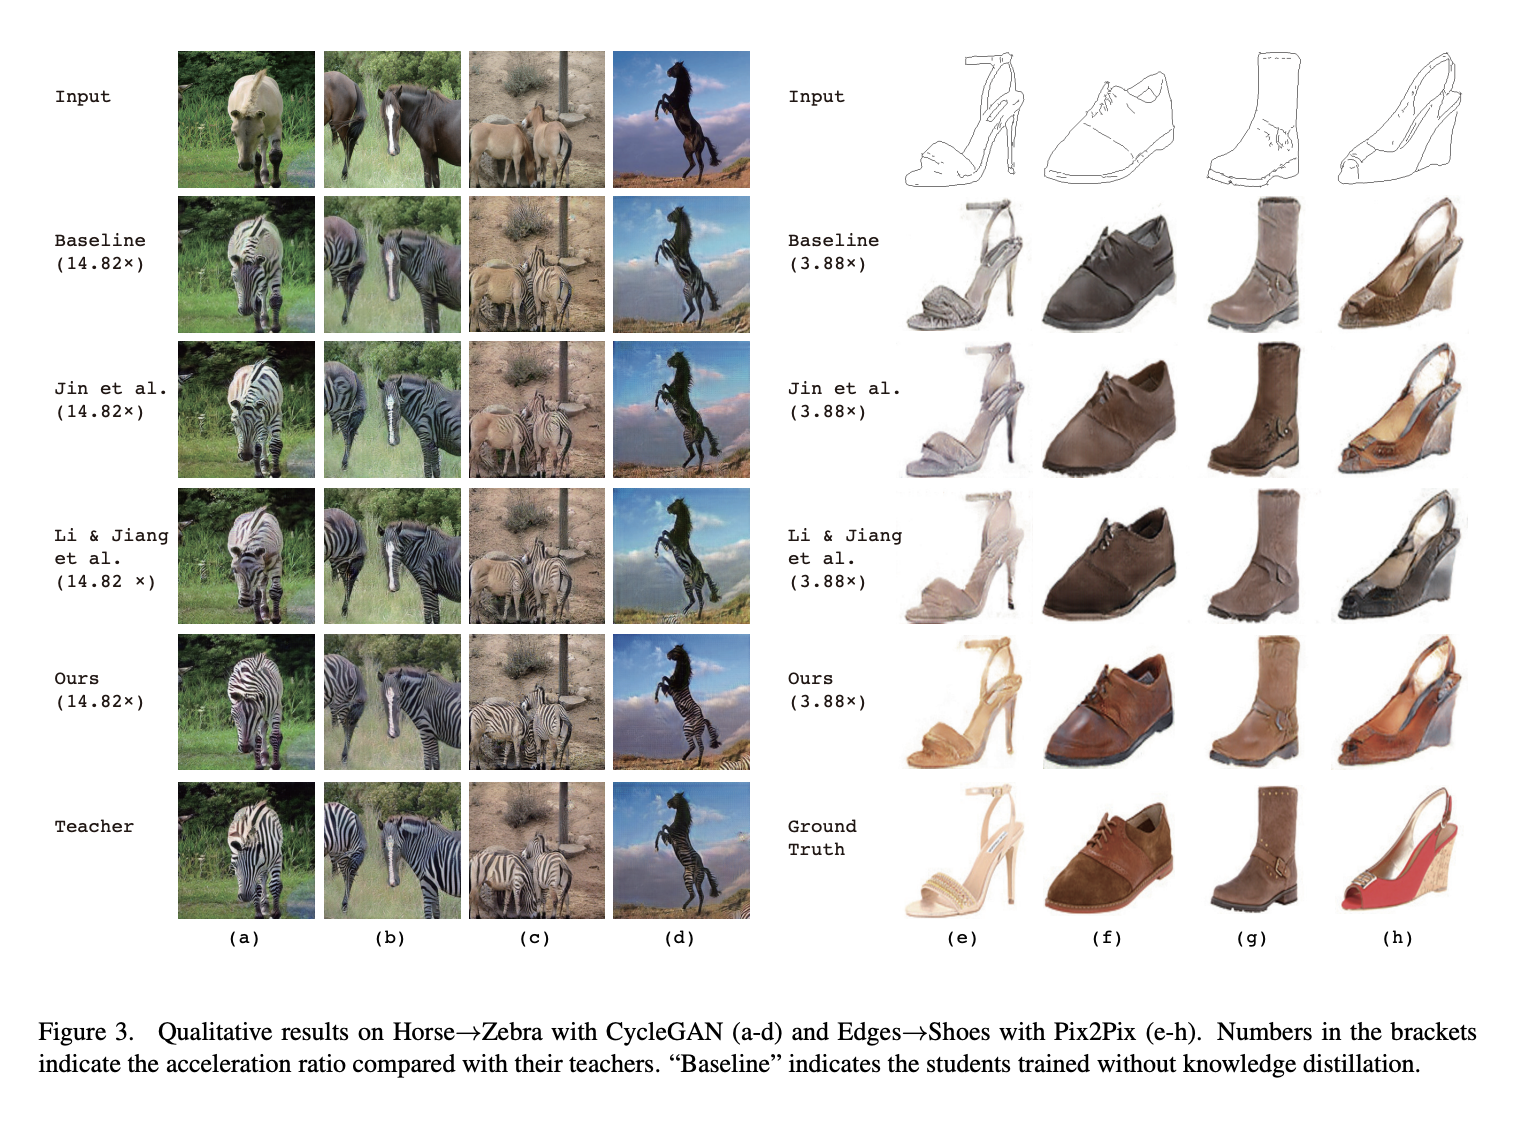 Input
Baseline
(14.82×)
Jin et al.
(14.82×)
Li & Jiang
et al.
(14.82 ×)
Ours
(14.82×)
Teacher
(a)
(b)
(c)
(d)
Input
Baseline
(3.88×)
Jin et al.
(3.88×)
Li & Jiang
et al.
(3.88×)
Ours
(3.88×)
Ground
Truth
(e)
(f)
(g)
(h)
Figure 3. Qualitative results on Horse→Zebra with CycleGAN (a-d) and Edges→Shoes with Pix2Pix (e-h). Numbers in the brackets
indicate the acceleration ratio compared with their teachers. “Baseline” indicates the students trained without knowledge distillation.